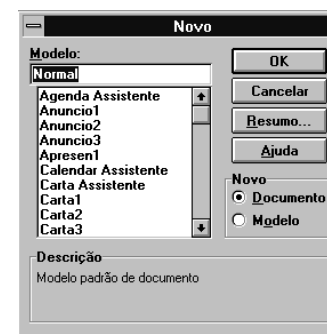 Novo
Modelo:
Normal
Agenda Assistente
Anuncio1
Anuncio2
Anuncio3
Apresen1
Calendar Assistente
Carta Assistente
Carta1
Carta2
Carta3
OK
Cancelar
Resumo...
Ajuda
Novo
Documento
Modelo
Descrição
Modelo padrão de documento